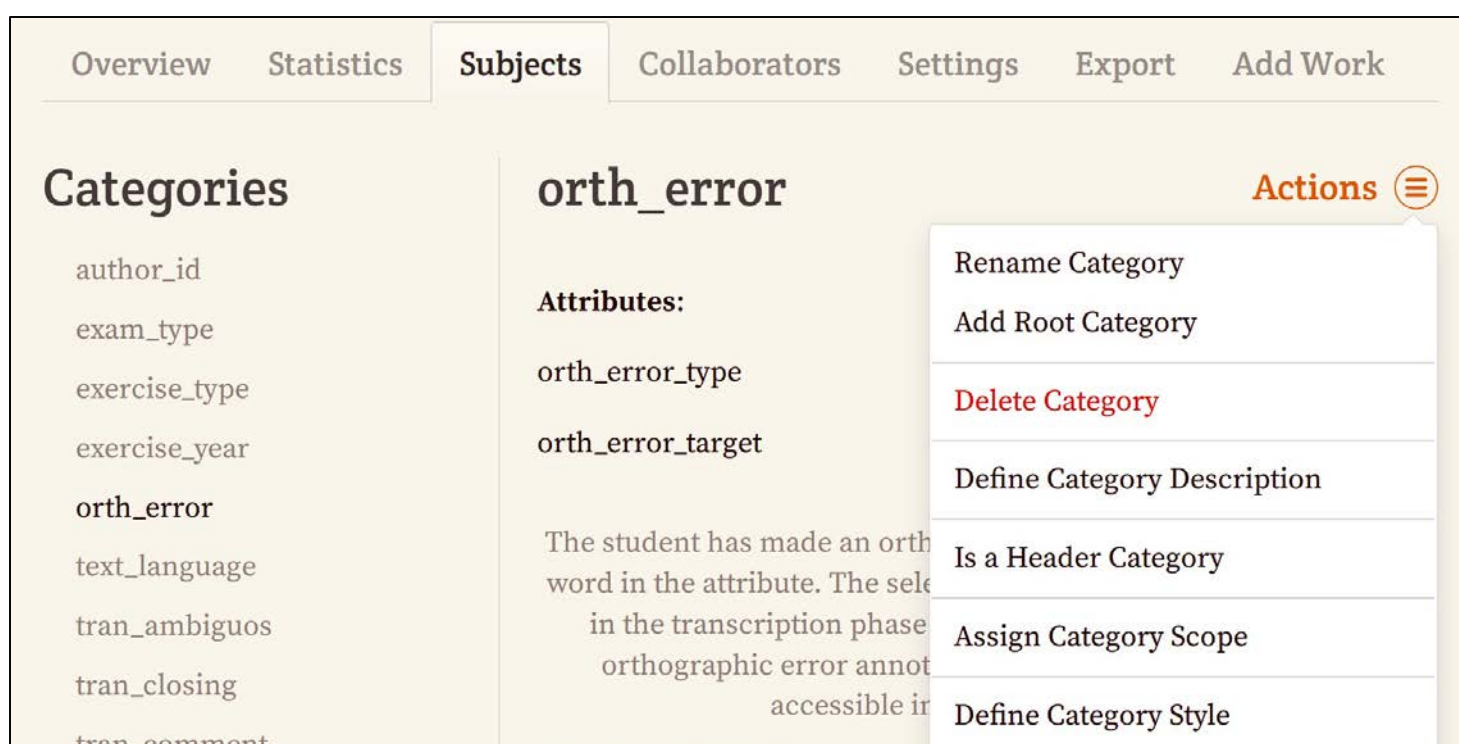 Overview Statistics Subjects Collaborators Settings Export Add Work
Categories
author_id
exam_type
exercise_type
exercise_year
orth_error
text_language
tran_ambiguos
tran_closing
tran_comment
orth_error
Attributes:
orth_error_type
orth_error_target
The student has made an orth
word in the attribute. The sele
in the transcription phase
orthographic error annot
accessible in
Actions
Rename Category
Add Root Category
Delete Category
Define Category Description
Is a Header Category
Assign Category Scope
Define Category Style